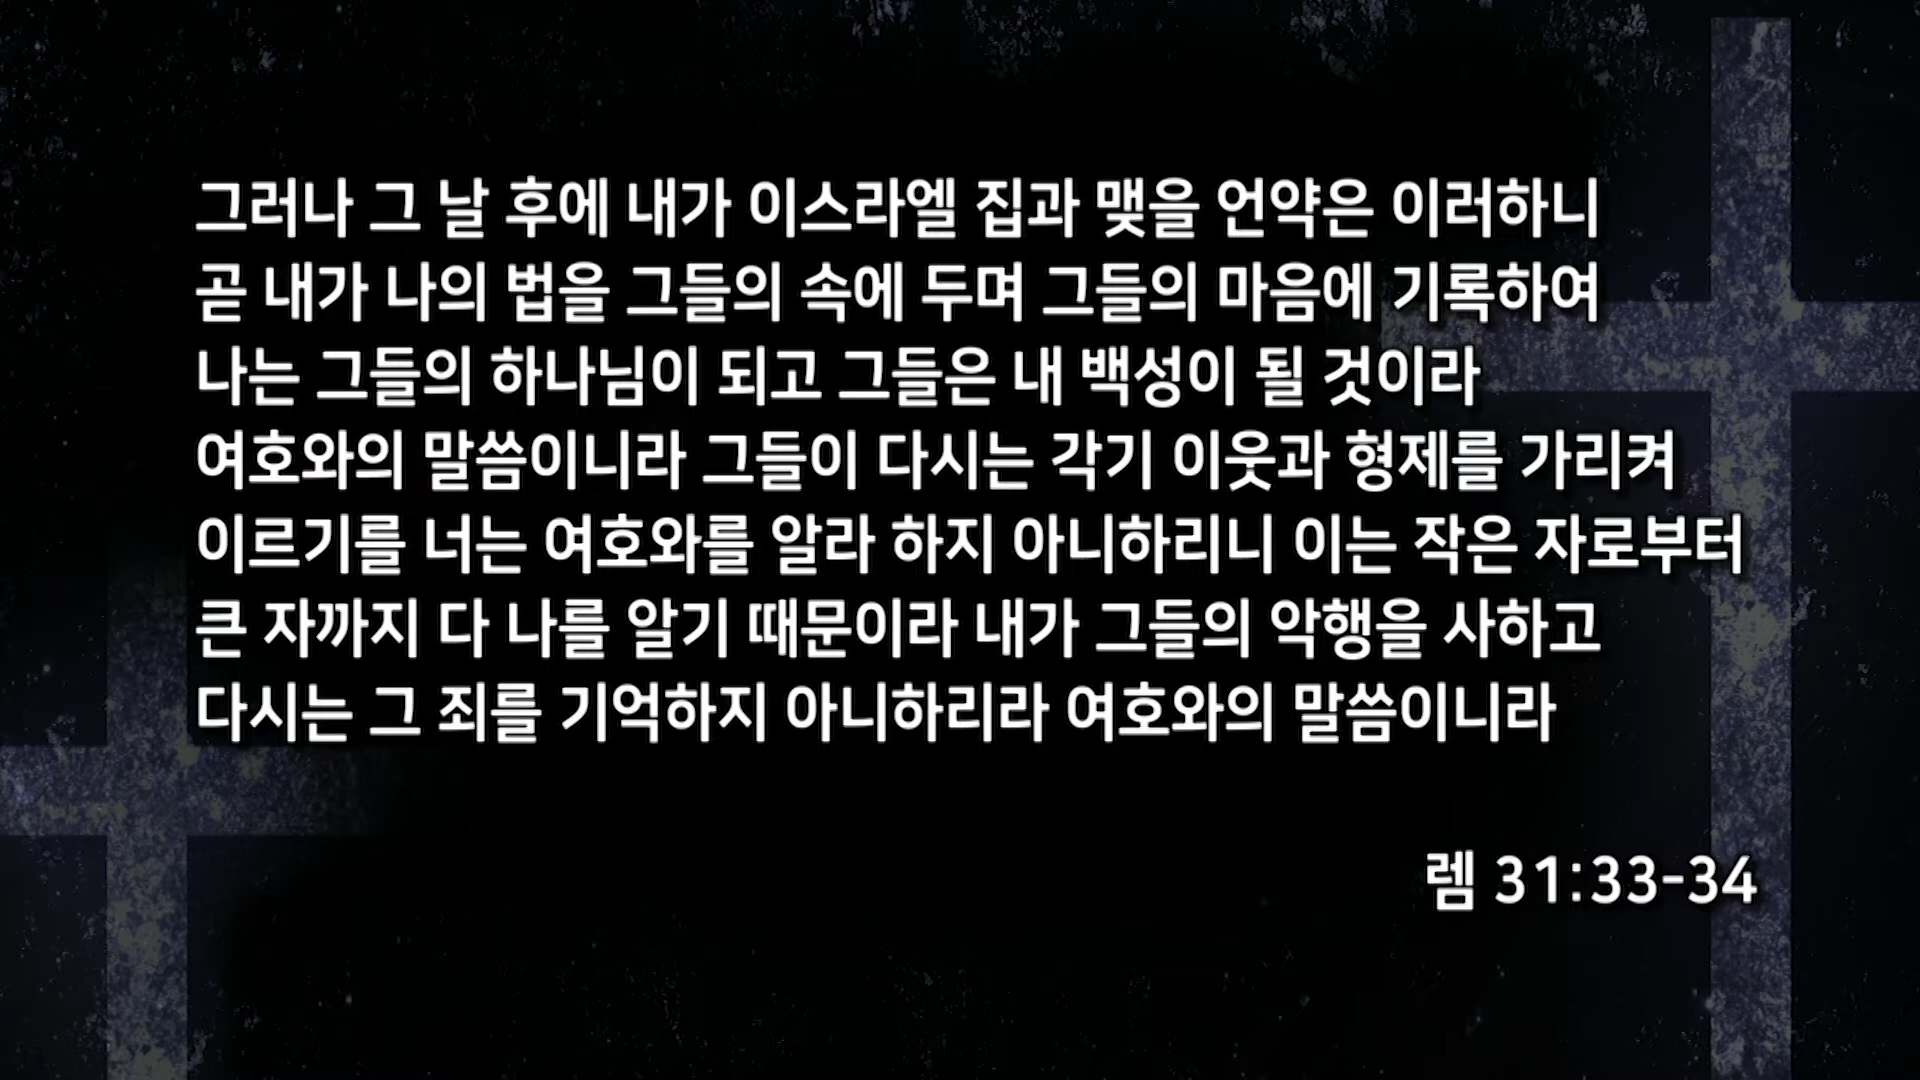 그러나 그 날 후에 내가 이스라엘 집과 맺을 언약은 이러하니
곧 내가 나의 법을 그들의 속에 두며 그들의 마음에 기록하여
나는 그들의 하나님이 되고 그들은 내 백성이 될 것이라
여호와의 말씀이니라 그들이 다시는 각기 이웃과 형제를 가리켜
이르기를 너는 여호와를 알라 하지 아니하리니 이는 작은 자로부터
큰 자까지 다 나를 알기 때문이라 내가 그들의 악행을 사하고
다시는 그 죄를 기억하지 아니하리라 여호와의 말씀이니라
렘 31:33-34